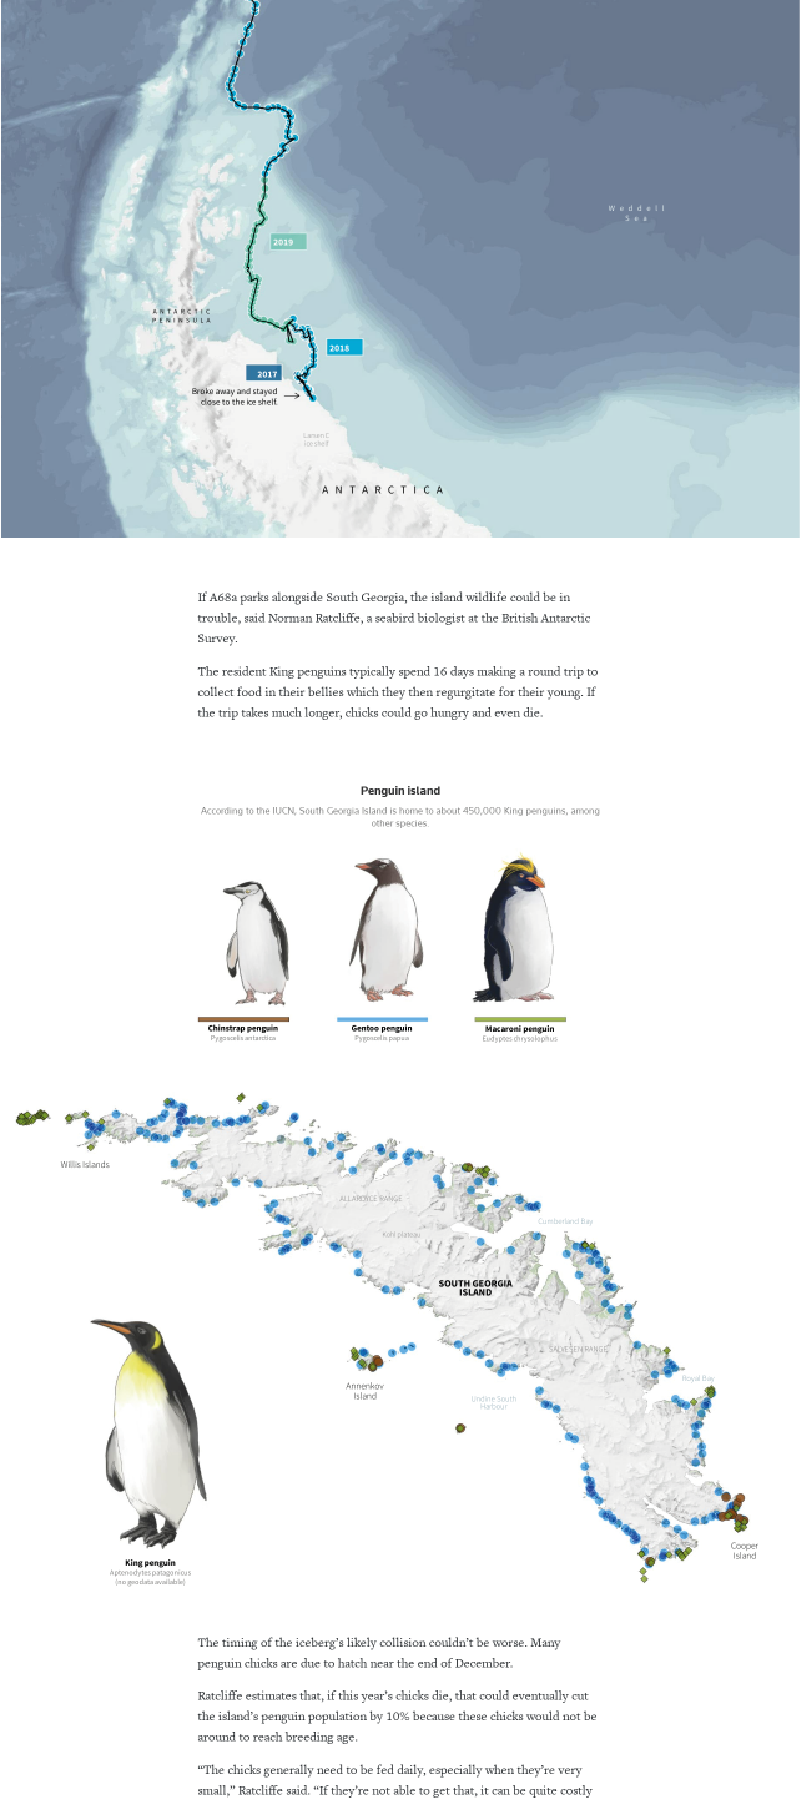 Weddell
Sea
2019
ANTARCTIC
PENINSULA
2018
2017
Broke away and stayed
close to the ice shelf.
Larsen C
ice shelf
ANTARCTICA
If A68a parks alongside South Georgia, the island wildlife could be in
trouble, said Norman Ratcliffe, a seabird biologist at the British Antarctic
Survey.
The resident King penguins typically spend 16 days making a round trip to
collect food in their bellies which they then regurgitate for their young. If
the trip takes much longer, chicks could go hungry and even die.
Penguin island
According to the IUCN, South Georgia Island is home to about 450,000 King penguins, among
other species.
Chinstrap penguin
Pygoscelis antarctica
Gentoo penguin
Pygoscelis papua
Macaroni penguin
Eudyptes chrysolophus
Willis Islands
ALLARDYCE RANGE
Cumberland Bay
Kohl plateau
SOUTH GEORGIA
ISLAND
SALVESEN RANGE
Annenkov
Island
Undine South
Harbour
Royal Bay
Cooper
Island
King penguin
Aptenodytes patagonicus
(no geo data available)
The timing of the iceberg’s likely collision couldn’t be worse. Many
penguin chicks are due to hatch near the end of December.
Ratcliffe estimates that, if this year’s chicks die, that could eventually cut
the island’s penguin population by 10% because these chicks would not be
around to reach breeding age.
“The chicks generally need to be fed daily, especially when they’re very
small,” Ratcliffe said. “If they’re not able to get that, it can be quite costly